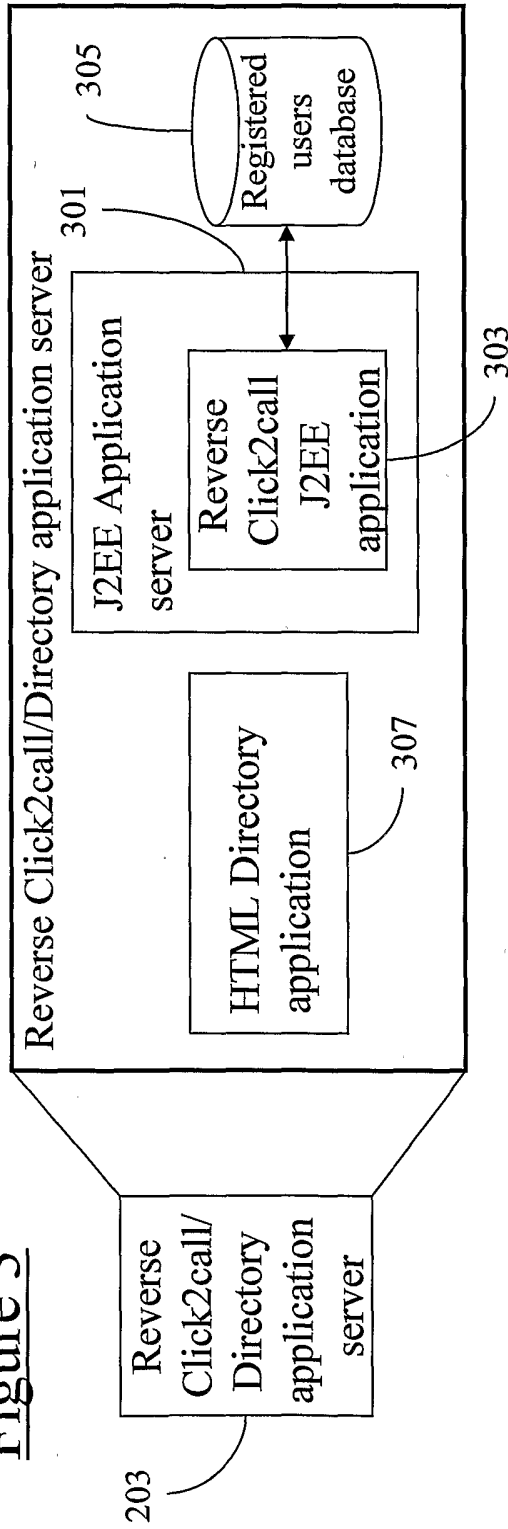 Figure 3
Reverse Click2call/Directory application server
305
301
J2EE Application
server
Reverse
Click2call
J2EE
application
Registered
users
database
303
HTML Directory
application
307
Reverse
Click2call/
Directory
application
server
203